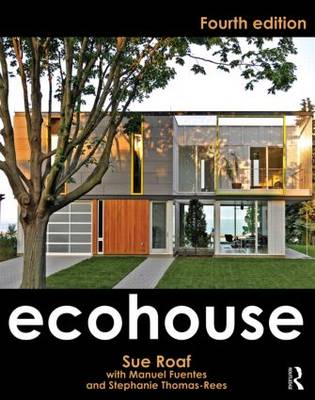 Fourth edition
ecohouse
Sue Roaf
with Manuel Fuentes
and Stephanie Thomas-Rees
ROUTLEDGE